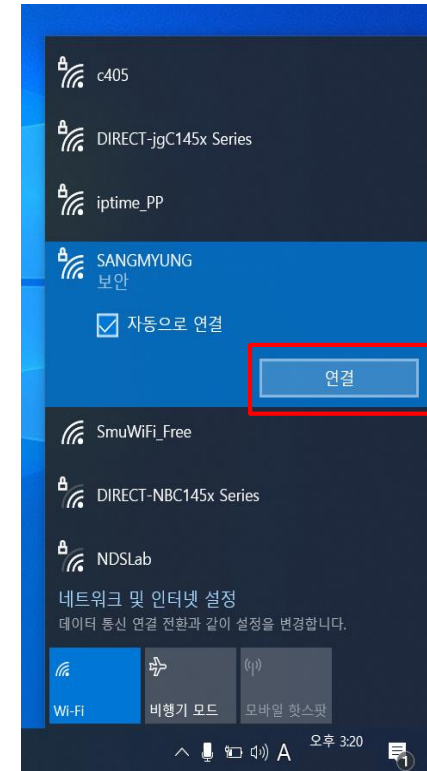 c405
DIRECT-jgC145x Series
iptime_PP
SANGMYUNG
보안
자동으로 연결
연결
SmuWiFi_Free
DIRECT-NBC145x Series
NDSLab
네트워크 및 인터넷 설정
데이터 통신 연결 전환과 같이 설정을 변경합니다.
Wi-Fi
비행기 모드
모바일 핫스팟
A
오후 3:20
1